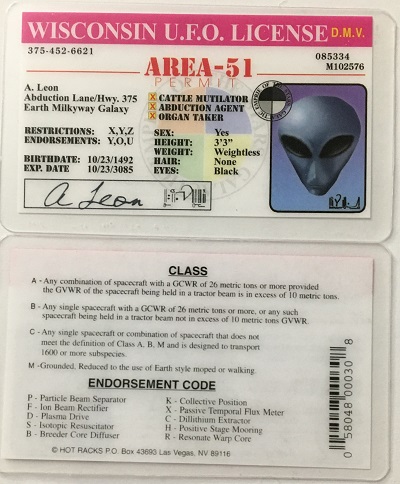 WISCONSIN U.F.O. LICENSE D.M.V.
375-452-6621
085334
M102576
AREA-51
PERMIT
A. Leon
Abduction Lane/Hwy. 375
Earth Milkyway Galaxy
X CATTLE MUTILATOR
X ABDUCTION AGENT
X ORGAN TAKER
RESTRICTIONS: X,Y,Z
ENDORSEMENTS: Y,O,U
BIRTHDATE: 10/23/1492
EXP. DATE 10/23/3085
SEX: Yes
HEIGHT: 3'3"
WEIGHT: Weightless
HAIR: None
EYES: Black
A Leon
CLASS
A - Any combination of spacecraft with a GCWR of 26 metric tons or more provided
the GVWR of the spacecraft being held in a tractor beam is in excess of 10 metric tons.
B - Any single spacecraft with a GCWR of 26 metric tons or more, or any such
spacecraft being held in a tractor beam not in excess of 10 metric tons GVWR.
C - Any single spacecraft or combination of spacecraft that does not
meet the definition of Class A, B, M and is designed to transport
1600 or more subspecies.
M -Grounded, Reduced to the use of Earth style moped or walking.
ENDORSEMENT CODE
P - Particle Beam Separator
F - Ion Beam Rectifier
D - Plasma Drive
S - Isotopic Resuscitator
B - Breeder Core Diffuser
K - Collective Position
X - Passive Temporal Flux Meter
C - Dillithium Extractor
H - Positive Stage Mooring
R - Resonate Warp Core
© HOT RACKS P.O. Box 43693 Las Vegas, NV 89116
0 58048 00030 8